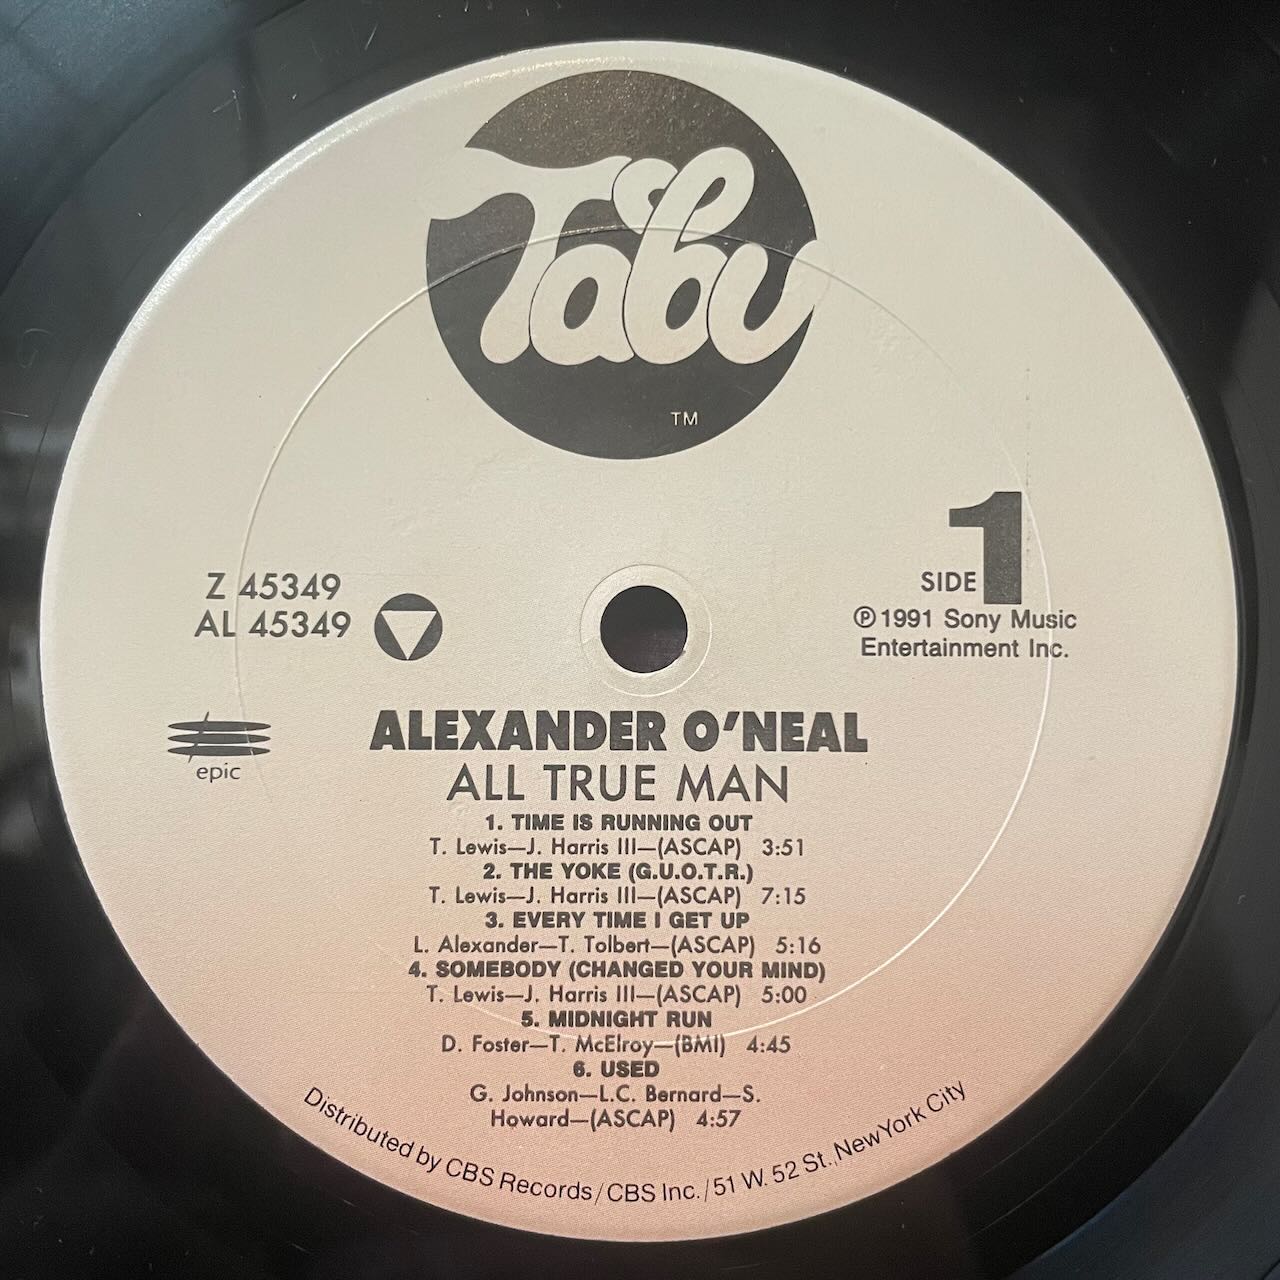 Tabu
TM
SIDE 1
Z 45349
AL 45349
℗ 1991 Sony Music
Entertainment Inc.
epic
ALEXANDER O'NEAL
ALL TRUE MAN
1. TIME IS RUNNING OUT
T. Lewis—J. Harris III—(ASCAP) 3:51
2. THE YOKE (G.U.O.T.R.)
T. Lewis—J. Harris III—(ASCAP) 7:15
3. EVERY TIME I GET UP
L. Alexander—T. Tolbert—(ASCAP) 5:16
4. SOMEBODY (CHANGED YOUR MIND)
T. Lewis—J. Harris III—(ASCAP) 5:00
5. MIDNIGHT RUN
D. Foster—T. McElroy—(BMI) 4:45
6. USED
G. Johnson—L.C. Bernard—S.
Howard—(ASCAP) 4:57
Distributed by CBS Records/CBS Inc./51 W. 52 St., New York City